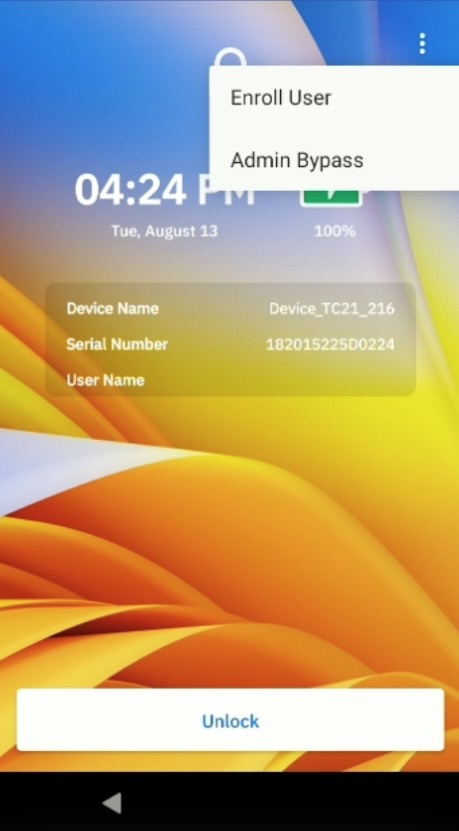 Enroll User
Admin Bypass
04:24 PM
Tue, August 13
100%
Device Name Device_TC21_216
Serial Number 182015225D0224
User Name
Unlock